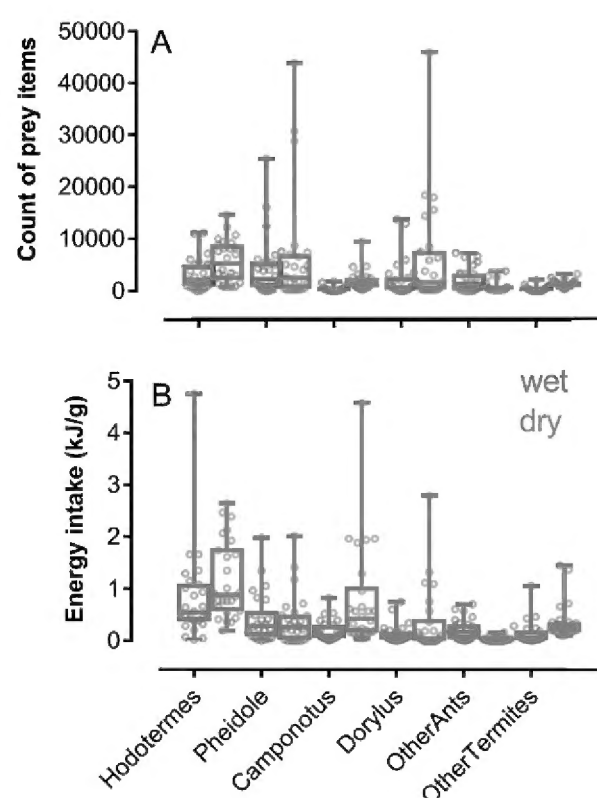 A
Count of prey items
50000
40000
30000
20000
10000
0
B
Energy intake (kJ/g)
5
4
3
2
1
0
wet
dry
Hodotermes
Pheidole
Camponotus
Dorylus
OtherAnts
OtherTermites